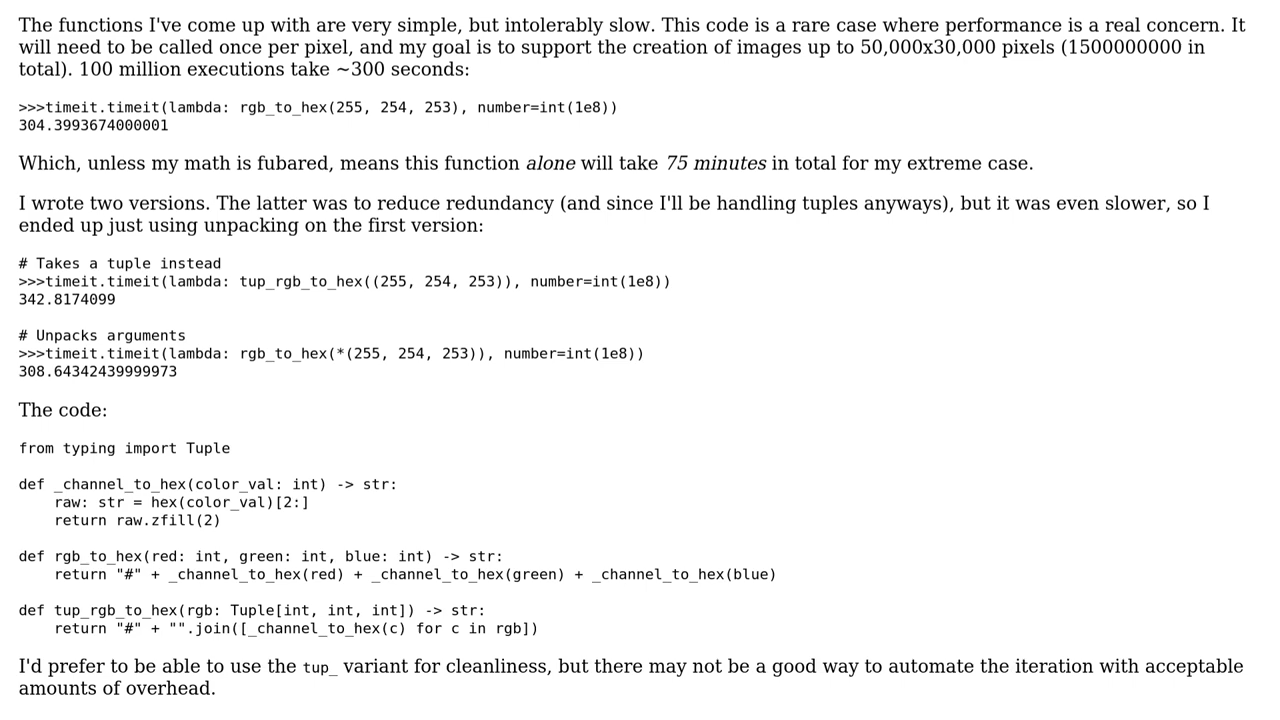 The functions I've come up with are very simple, but intolerably slow. This code is a rare case where performance is a real concern. It
will need to be called once per pixel, and my goal is to support the creation of images up to 50,000x30,000 pixels (1500000000 in
total). 100 million executions take ~300 seconds:
>>>timeit.timeit(lambda: rgb_to_hex(255, 254, 253), number=int(1e8))
304.3993674000001
Which, unless my math is fubared, means this function alone will take 75 minutes in total for my extreme case.
I wrote two versions. The latter was to reduce redundancy (and since I'll be handling tuples anyways), but it was even slower, so I
ended up just using unpacking on the first version:
# Takes a tuple instead
>>>timeit.timeit(lambda: tup_rgb_to_hex((255, 254, 253)), number=int(1e8))
342.8174099
# Unpacks arguments
>>>timeit.timeit(lambda: rgb_to_hex(*(255, 254, 253)), number=int(1e8))
308.64342439999973
The code:
from typing import Tuple
def _channel_to_hex(color_val: int) -> str:
    raw: str = hex(color_val)[2:]
    return raw.zfill(2)
def rgb_to_hex(red: int, green: int, blue: int) -> str:
    return "#" + _channel_to_hex(red) + _channel_to_hex(green) + _channel_to_hex(blue)
def tup_rgb_to_hex(rgb: Tuple[int, int, int]) -> str:
    return "#" + "".join([_channel_to_hex(c) for c in rgb])
I'd prefer to be able to use the tup_ variant for cleanliness, but there may not be a good way to automate the iteration with acceptable
amounts of overhead.